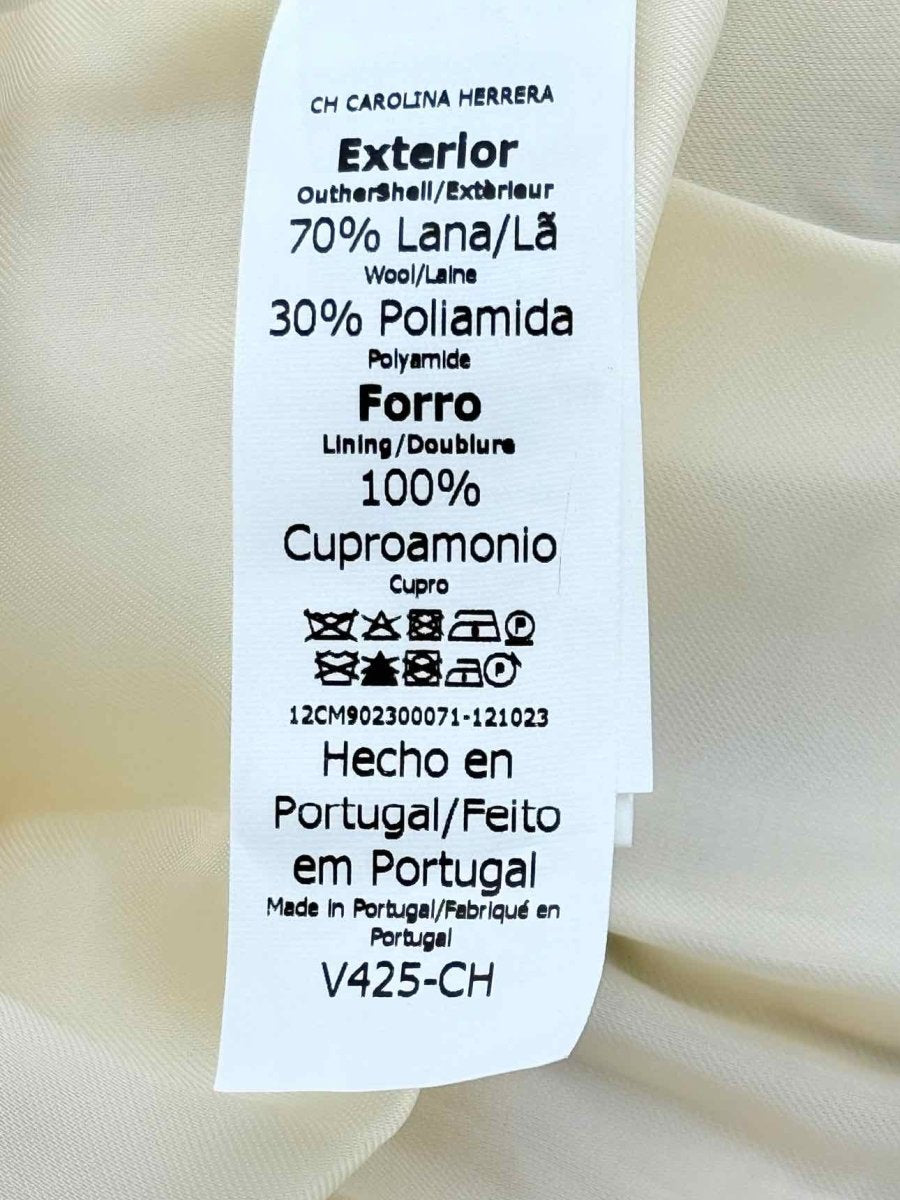 CH CAROLINA HERRERA
Exterior
OutherShell/Extèrieur
70% Lana/Lã
Wool/Laine
30% Poliamida
Polyamide
Forro
Lining/Doublure
100%
Cuproamonio
Cupro
P
P
12CM902300071-121023
Hecho en
Portugal/Feito
em Portugal
Made in Portugal/Fabriqué en
Portugal
V425-CH